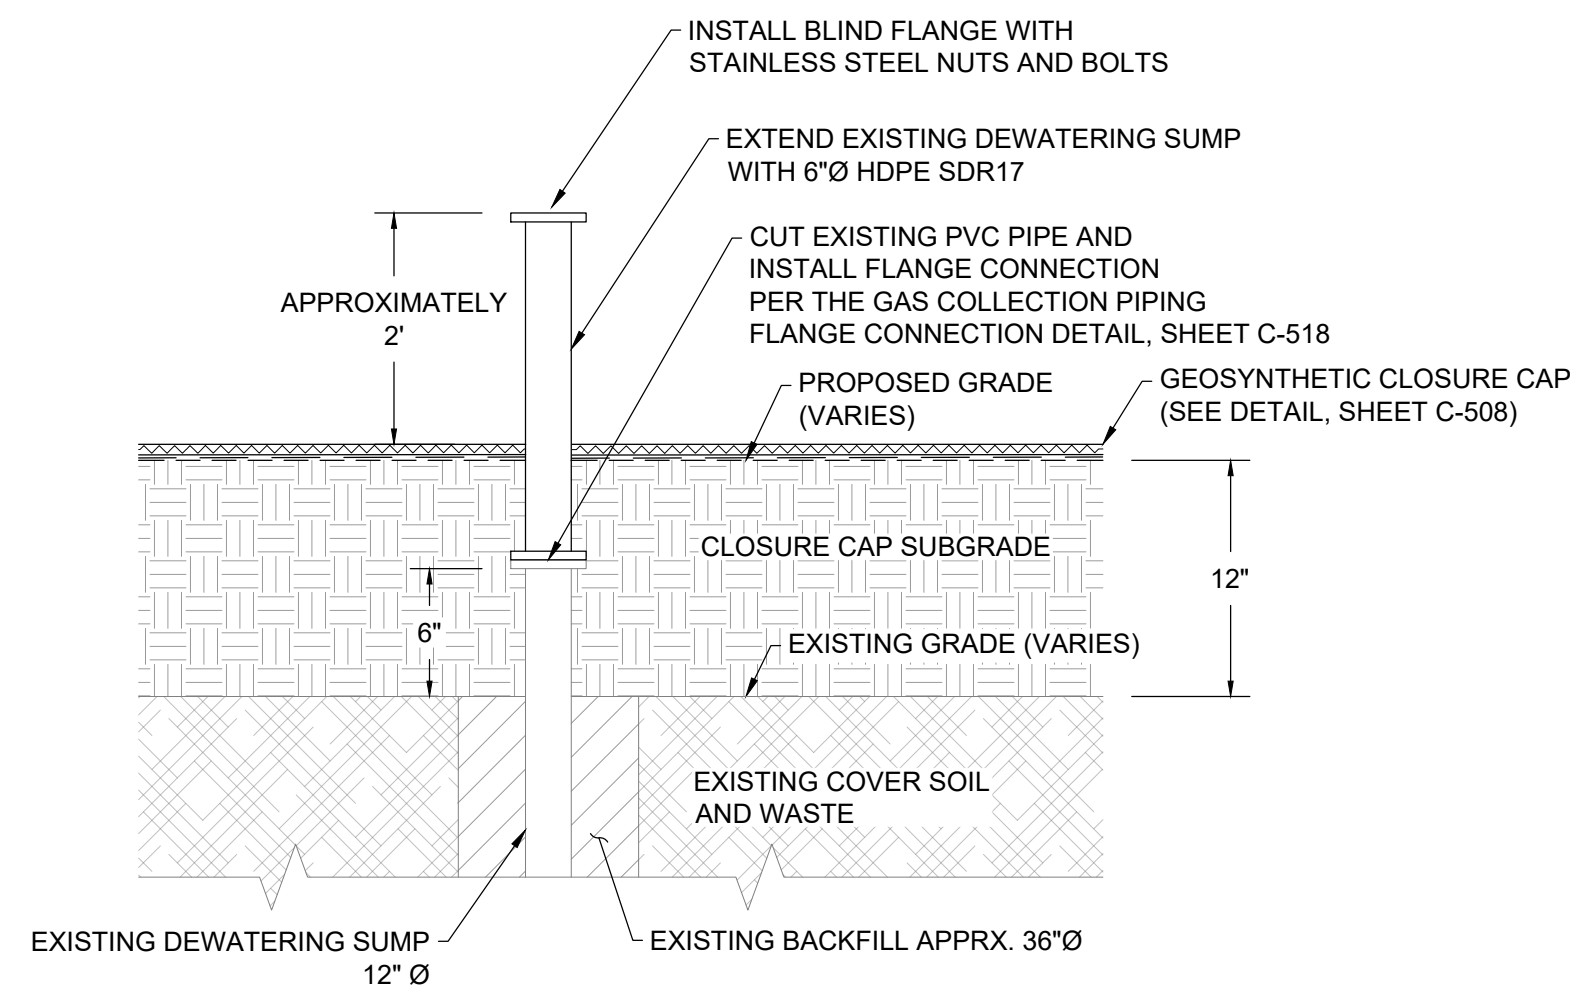 INSTALL BLIND FLANGE WITH
STAINLESS STEEL NUTS AND BOLTS
EXTEND EXISTING DEWATERING SUMP
WITH 6"Ø HDPE SDR17
CUT EXISTING PVC PIPE AND
INSTALL FLANGE CONNECTION
PER THE GAS COLLECTION PIPING
FLANGE CONNECTION DETAIL, SHEET C-518
APPROXIMATELY
2'
PROPOSED GRADE
(VARIES)
GEOSYNTHETIC CLOSURE CAP
(SEE DETAIL, SHEET C-508)
CLOSURE CAP SUBGRADE
12"
6"
EXISTING GRADE (VARIES)
EXISTING COVER SOIL
AND WASTE
EXISTING DEWATERING SUMP
12" Ø
EXISTING BACKFILL APPRX. 36"Ø